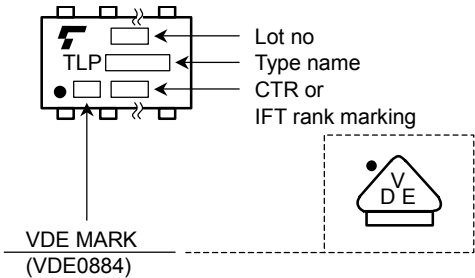 Lot no
TLP
Type name
CTR or
IFT rank marking
V
D E
VDE MARK
(VDE0884)